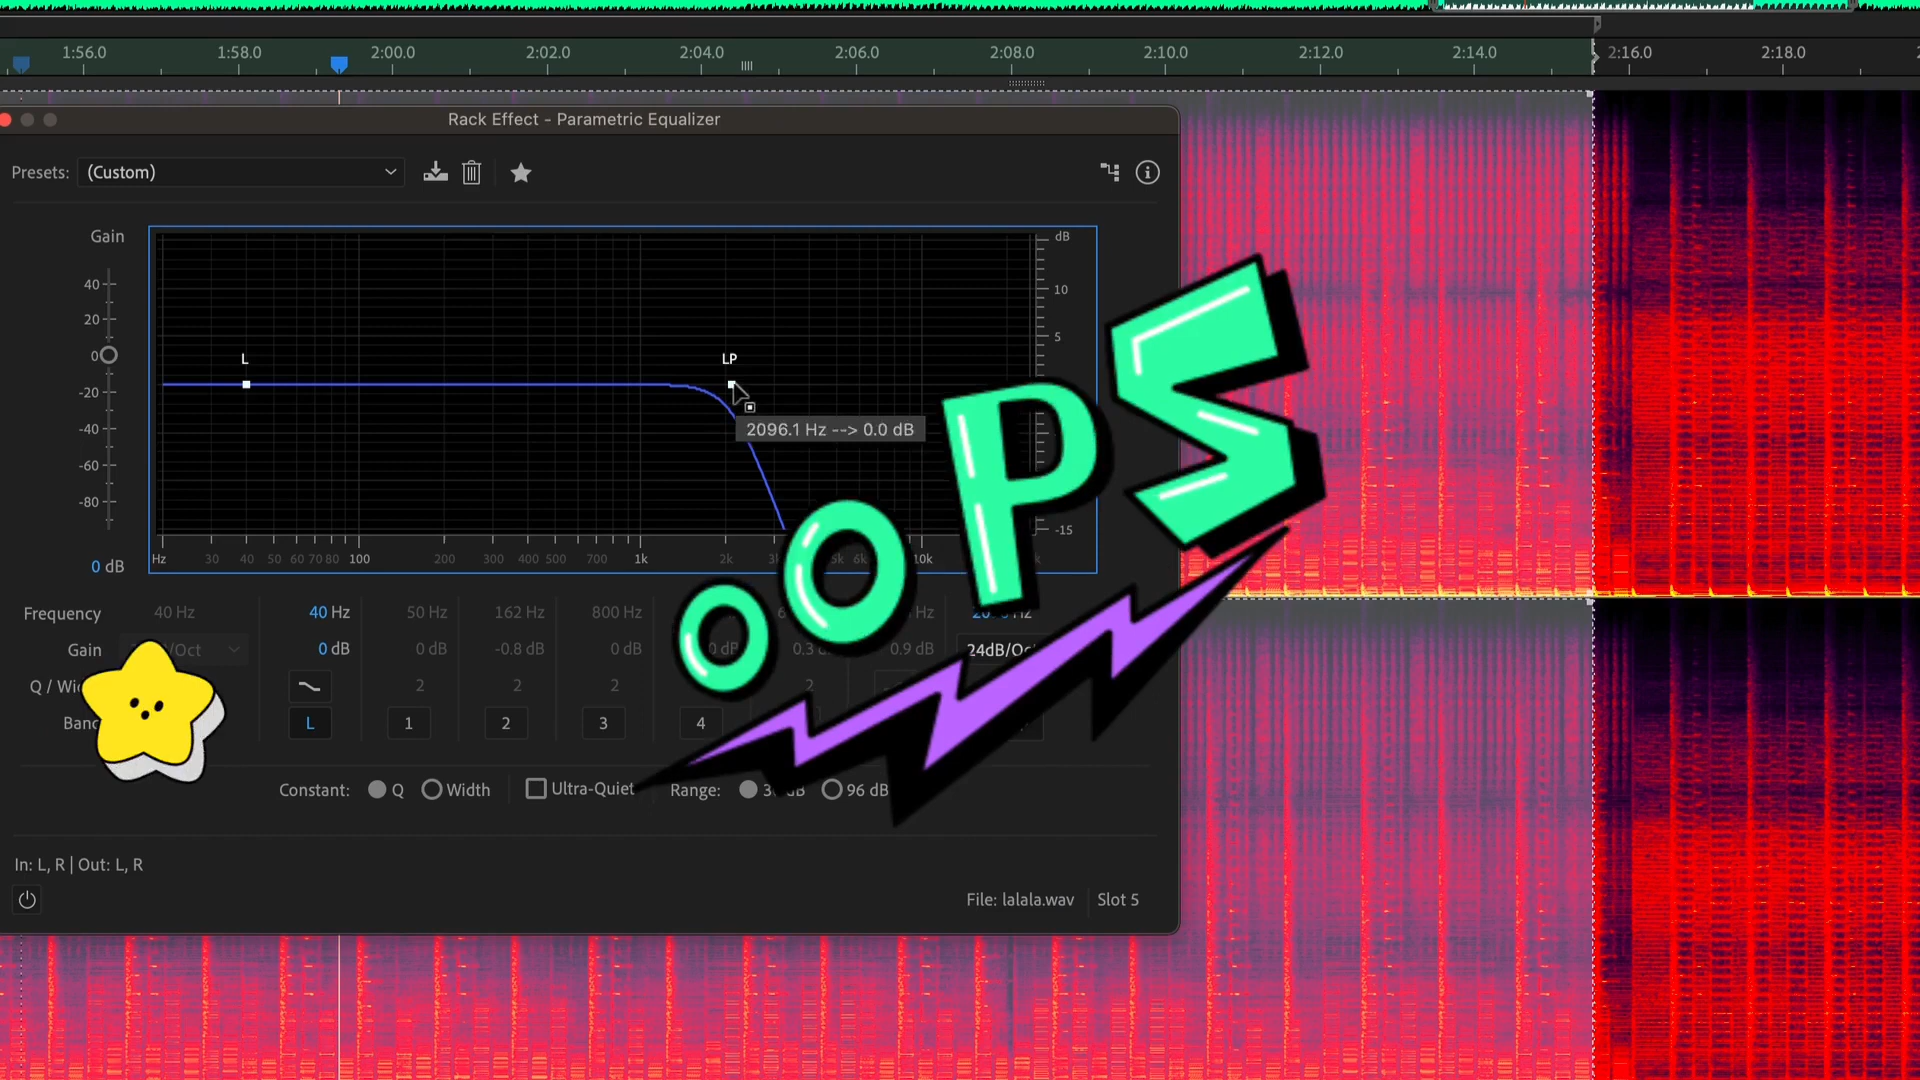 1:56.0 1:58.0 2:00.0 2:02.0 2:04.0 2:06.0 2:08.0 2:10.0 2:12.0 2:14.0 2:16.0 2:18.0
Rack Effect - Parametric Equalizer
Presets: (Custom)
Gain
dB
40
20
0
-20
-40
-60
-80
0 dB
10
5
-15
L
LP
2096.1 Hz --> 0.0 dB
Hz 30 40 50 60 70 80 100 200 300 400 500 700 1k 2k
OOPS
Frequency 40 Hz 40 Hz 50 Hz 162 Hz 800 Hz
Gain 0 dB 0 dB -0.8 dB 0 dB 0.9 dB 24dB/Oct
2 2 2 2
L 1 2 3 4
Constant: Q Width Ultra-Quiet Range: 96 dB
In: L, R | Out: L, R
File: lalala.wav Slot 5